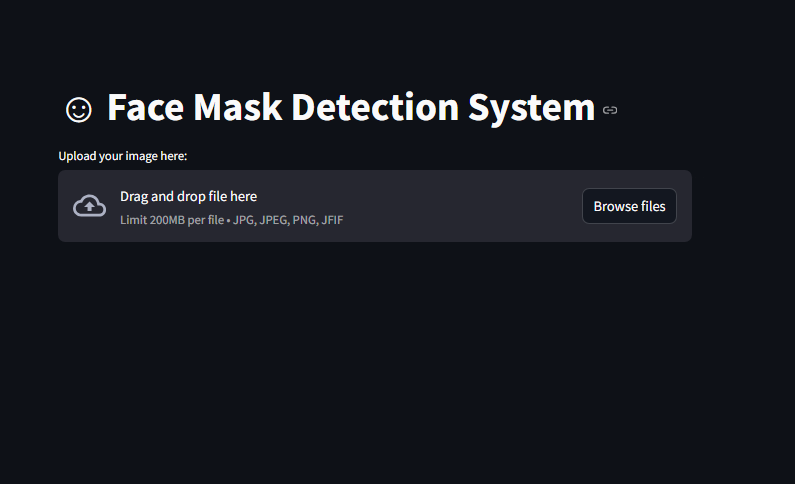 Face Mask Detection System
Upload your image here:
Drag and drop file here
Limit 200MB per file • JPG, JPEG, PNG, JFIF
Browse files